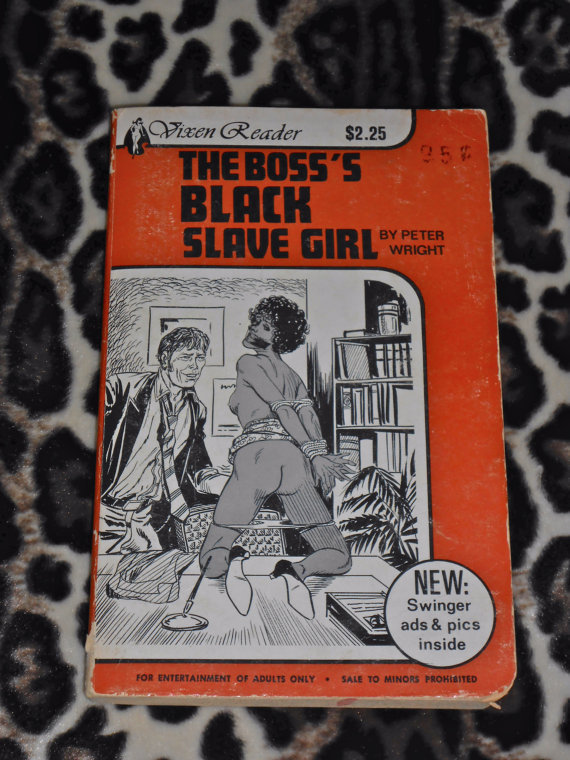 Vixen Reader
$2.25
35¢
THE BOSS'S
BLACK
SLAVE GIRL
BY PETER
WRIGHT
NEW:
Swinger
ads & pics
inside
FOR ENTERTAINMENT OF ADULTS ONLY • SALE TO MINORS PROHIBITED